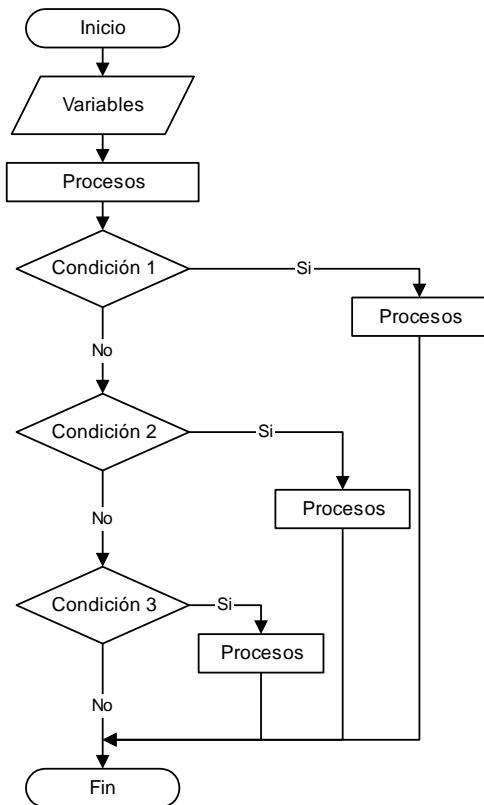 Inicio
Variables
Procesos
Condición 1
Si
Procesos
No
Condición 2
Si
Procesos
No
Condición 3
Si
Procesos
No
Fin